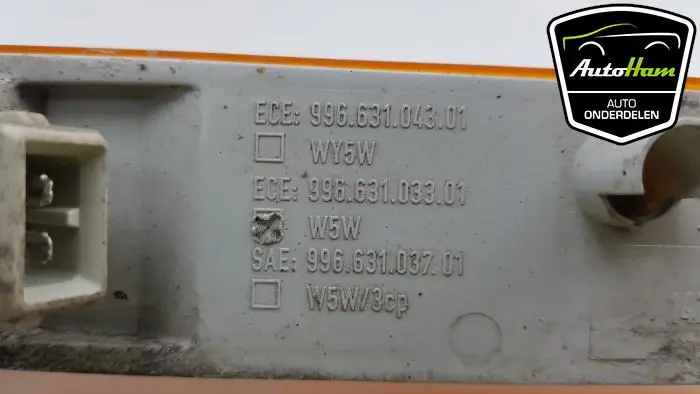 AutoHam
AUTO
ONDERDELEN
ECE: 996.631.043.01
WY5W
ECE: 996.631.033.01
W5W
SAE: 996.631.037.01
W5W/3cp